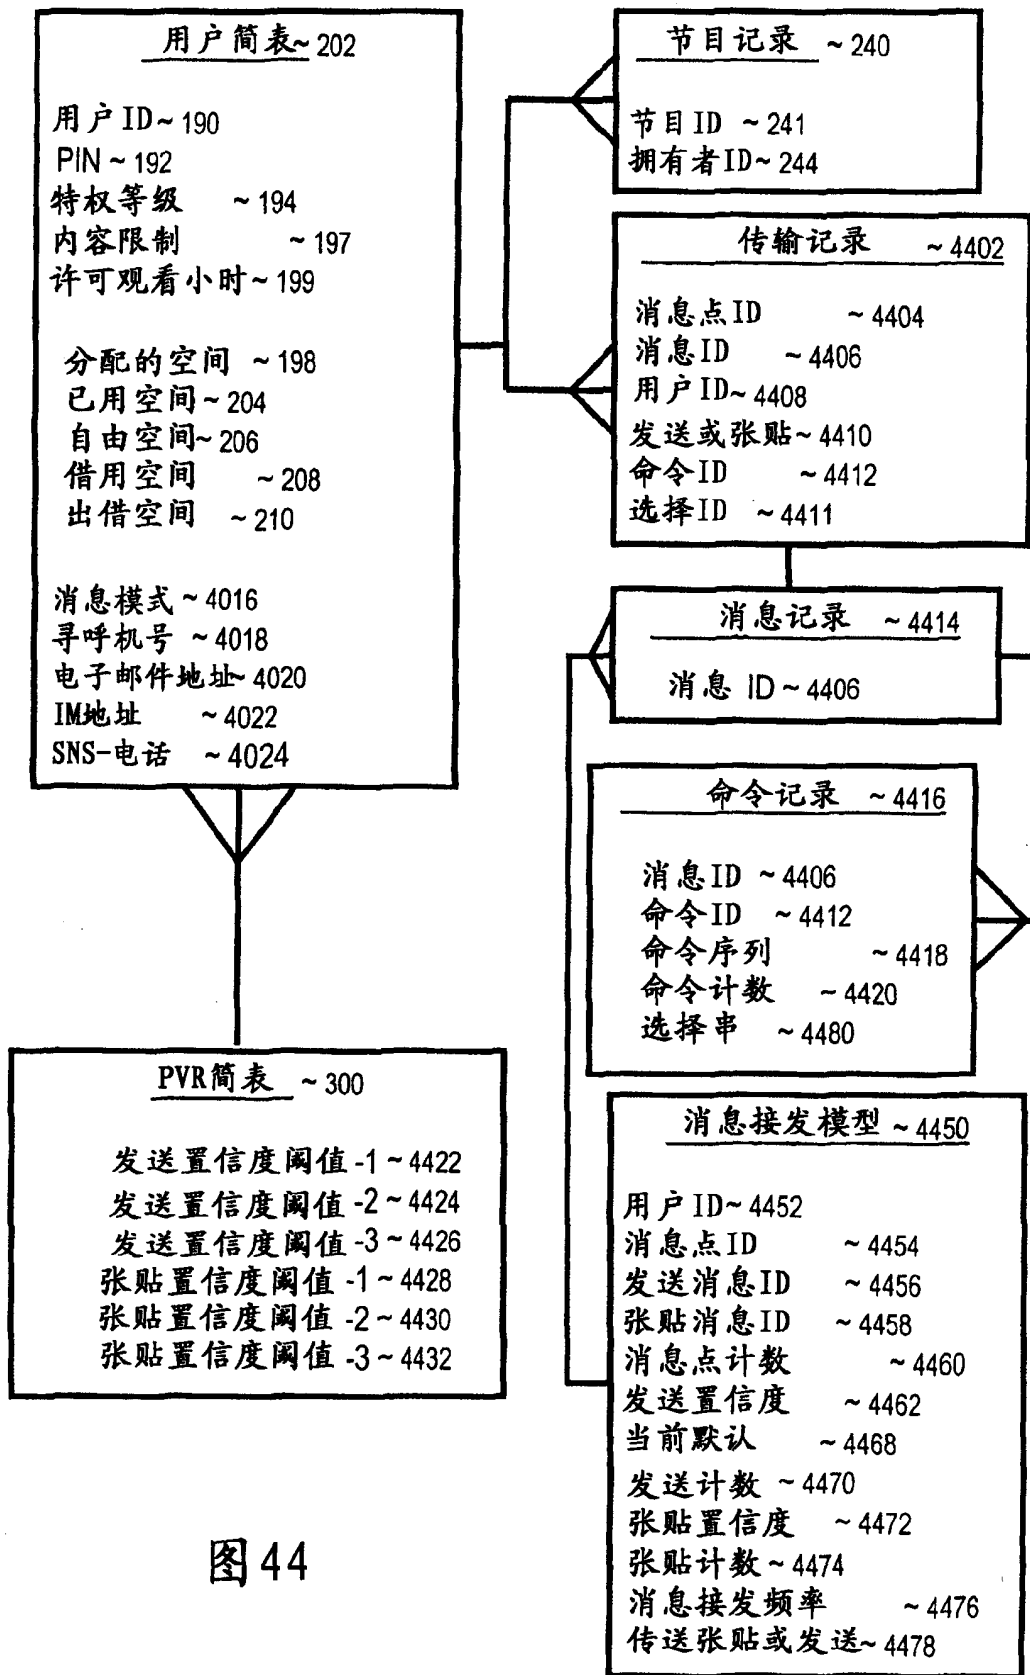 用户简表~202
用户ID~190
PIN~192
特权等级 ~194
内容限制 ~197
许可观看小时~199
分配的空间 ~198
已用空间~204
自由空间~206
借用空间 ~208
出借空间 ~210
消息模式~4016
寻呼机号 ~4018
电子邮件地址~4020
IM地址 ~4022
SNS-电话 ~4024
PVR简表 ~300
发送置信度阈值-1~4422
发送置信度阈值-2~4424
发送置信度阈值-3~4426
张贴置信度阈值-1~4428
张贴置信度阈值-2~4430
张贴置信度阈值-3~4432
节目记录 ~240
节目ID ~241
拥有者ID~244
传输记录 ~4402
消息点ID ~4404
消息ID ~4406
用户ID~4408
发送或张贴~4410
命令ID ~4412
选择ID ~4411
消息记录 ~4414
消息 ID~4406
命令记录 ~4416
消息ID ~4406
命令ID ~4412
命令序列 ~4418
命令计数 ~4420
选择串 ~4480
消息接发模型~4450
用户ID~4452
消息点ID ~4454
发送消息ID ~4456
张贴消息ID ~4458
消息点计数 ~4460
发送置信度 ~4462
当前默认 ~4468
发送计数 ~4470
张贴置信度 ~4472
张贴计数~4474
消息接发频率 ~4476
传送张贴或发送~4478
图44